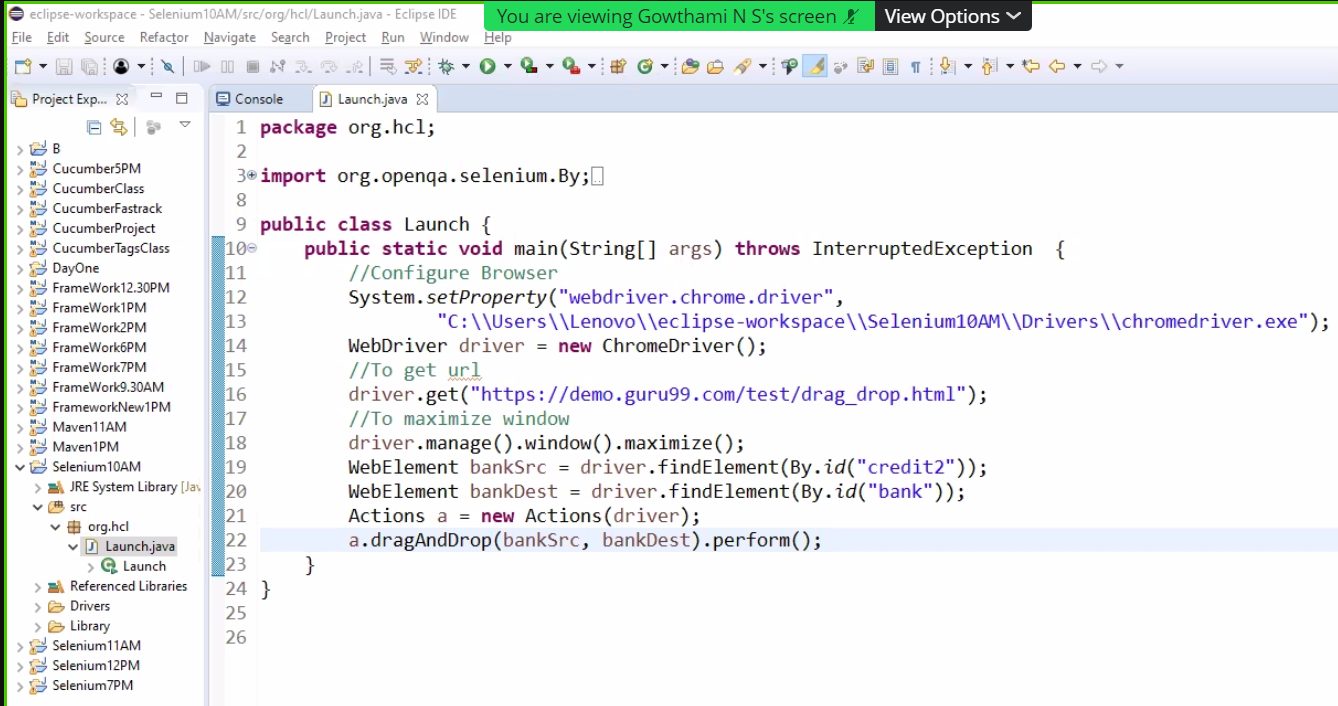 eclipse-workspace - Selenium10AM/src/org/hcl/Launch.java - Eclipse IDE
You are viewing Gowthami N S's screen
View Options
File Edit Source Refactor Navigate Search Project Run Window Help
Project Exp...
Console
Launch.java
B
Cucumber5PM
CucumberClass
CucumberFastrack
CucumberProject
CucumberTagsClass
DayOne
FrameWork12.30PM
FrameWork1PM
FrameWork2PM
FrameWork6PM
FrameWork7PM
FrameWork9.30AM
FrameworkNew1PM
Maven11AM
Maven1PM
Selenium10AM
JRE System Library [Jav
src
org.hcl
Launch.java
Launch
Referenced Libraries
Drivers
Library
Selenium11AM
Selenium12PM
Selenium7PM
1 package org.hcl;
2
3 import org.openqa.selenium.By;
8
9 public class Launch {
10 public static void main(String[] args) throws InterruptedException {
11 //Configure Browser
12 System.setProperty("webdriver.chrome.driver",
13 "C:\\Users\\Lenovo\\eclipse-workspace\\Selenium10AM\\Drivers\\chromedriver.exe");
14 WebDriver driver = new ChromeDriver();
15 //To get url
16 driver.get("https://demo.guru99.com/test/drag_drop.html");
17 //To maximize window
18 driver.manage().window().maximize();
19 WebElement bankSrc = driver.findElement(By.id("credit2"));
20 WebElement bankDest = driver.findElement(By.id("bank"));
21 Actions a = new Actions(driver);
22 a.dragAndDrop(bankSrc, bankDest).perform();
23 }
24 }
25
26